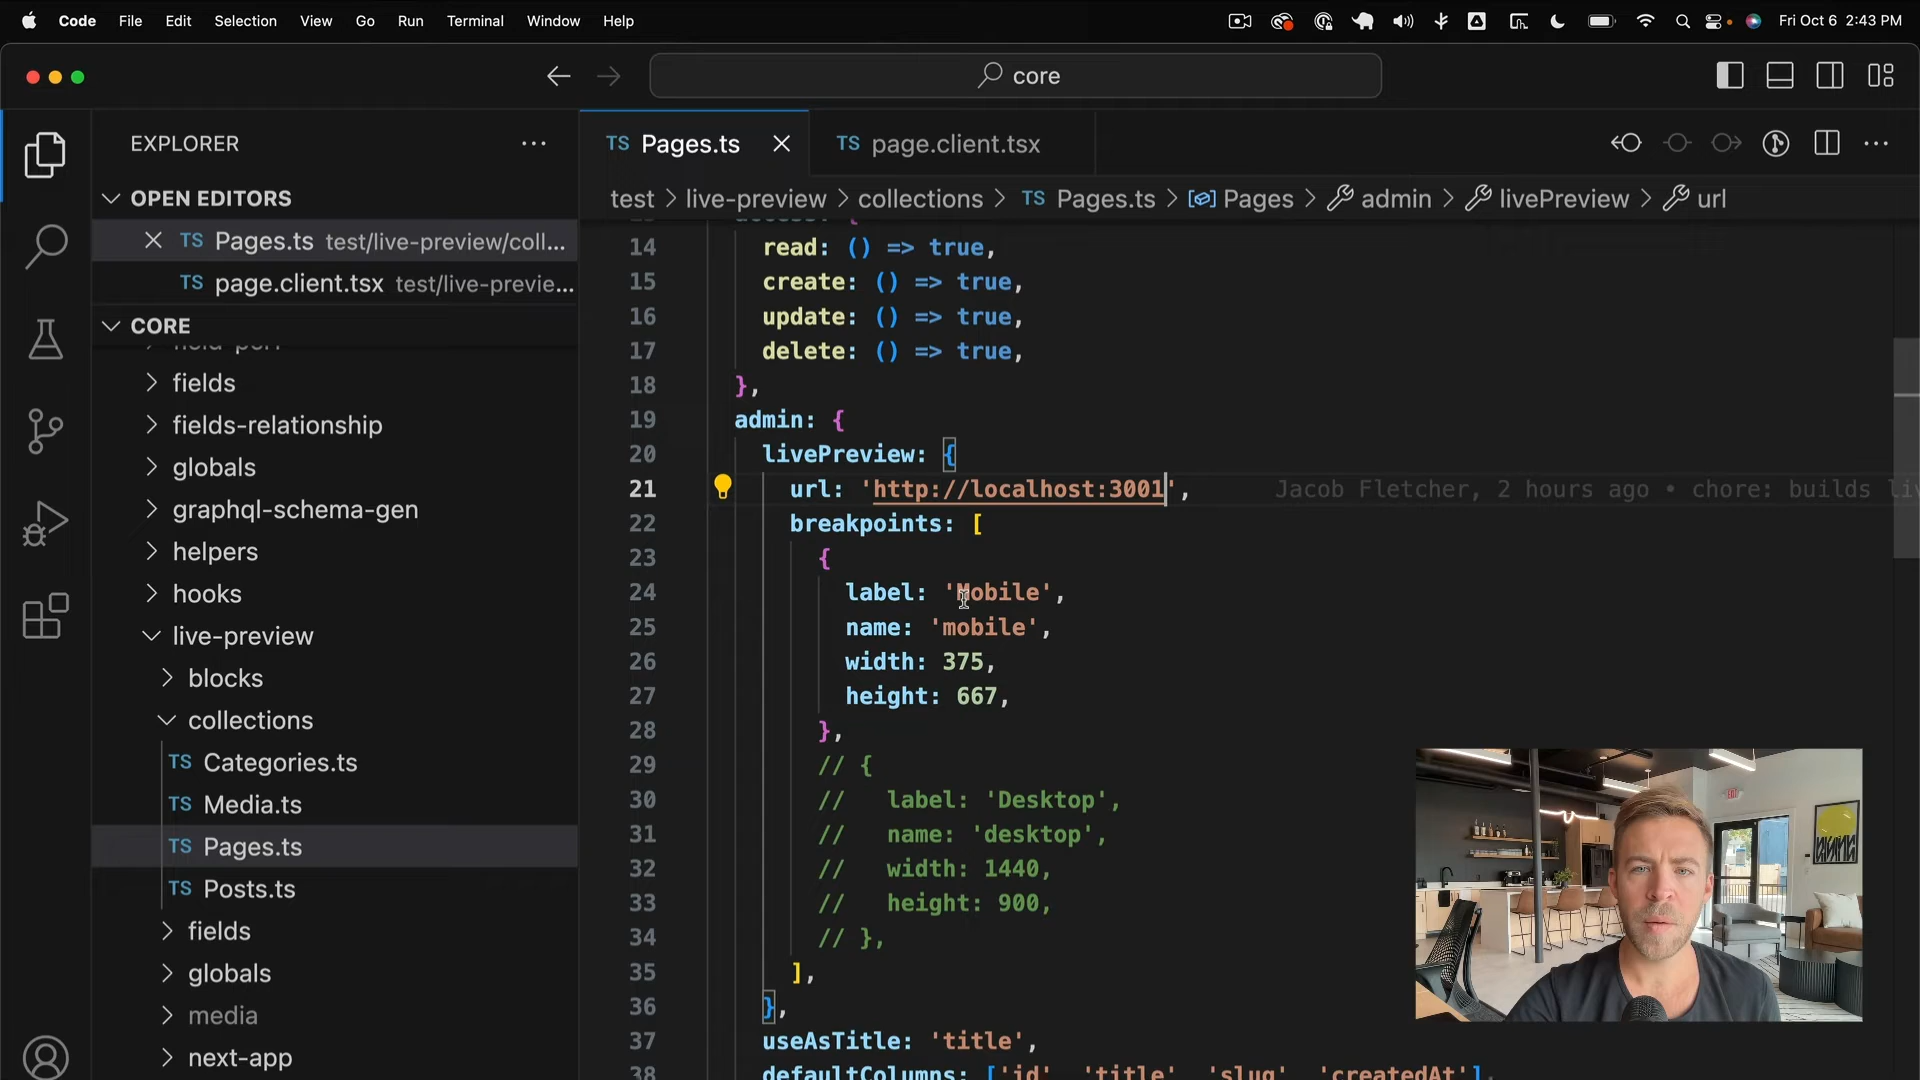 Code File Edit Selection View Go Run Terminal Window Help Fri Oct 6 2:43 PM
core
EXPLORER
OPEN EDITORS
Pages.ts test/live-preview/coll...
page.client.tsx test/live-previe...
CORE
fields
fields-relationship
globals
graphql-schema-gen
helpers
hooks
live-preview
blocks
collections
TS Categories.ts
TS Media.ts
TS Pages.ts
TS Posts.ts
fields
globals
media
next-app
TS Pages.ts TS page.client.tsx
test > live-preview > collections > TS Pages.ts > Pages > admin > livePreview > url
14 read: () => true,
15 create: () => true,
16 update: () => true,
17 delete: () => true,
18 },
19 admin: {
20 livePreview: {
21 url: 'http://localhost:3001', Jacob Fletcher, 2 hours ago • chore: builds liv
22 breakpoints: [
23 {
24 label: 'Mobile',
25 name: 'mobile',
26 width: 375,
27 height: 667,
28 },
29 // {
30 // label: 'Desktop',
31 // name: 'desktop',
32 // width: 1440,
33 // height: 900,
34 // },
35 ],
36 },
37 useAsTitle: 'title',
38 defaultColumns: ['id', 'title', 'slug', 'createdAt'],